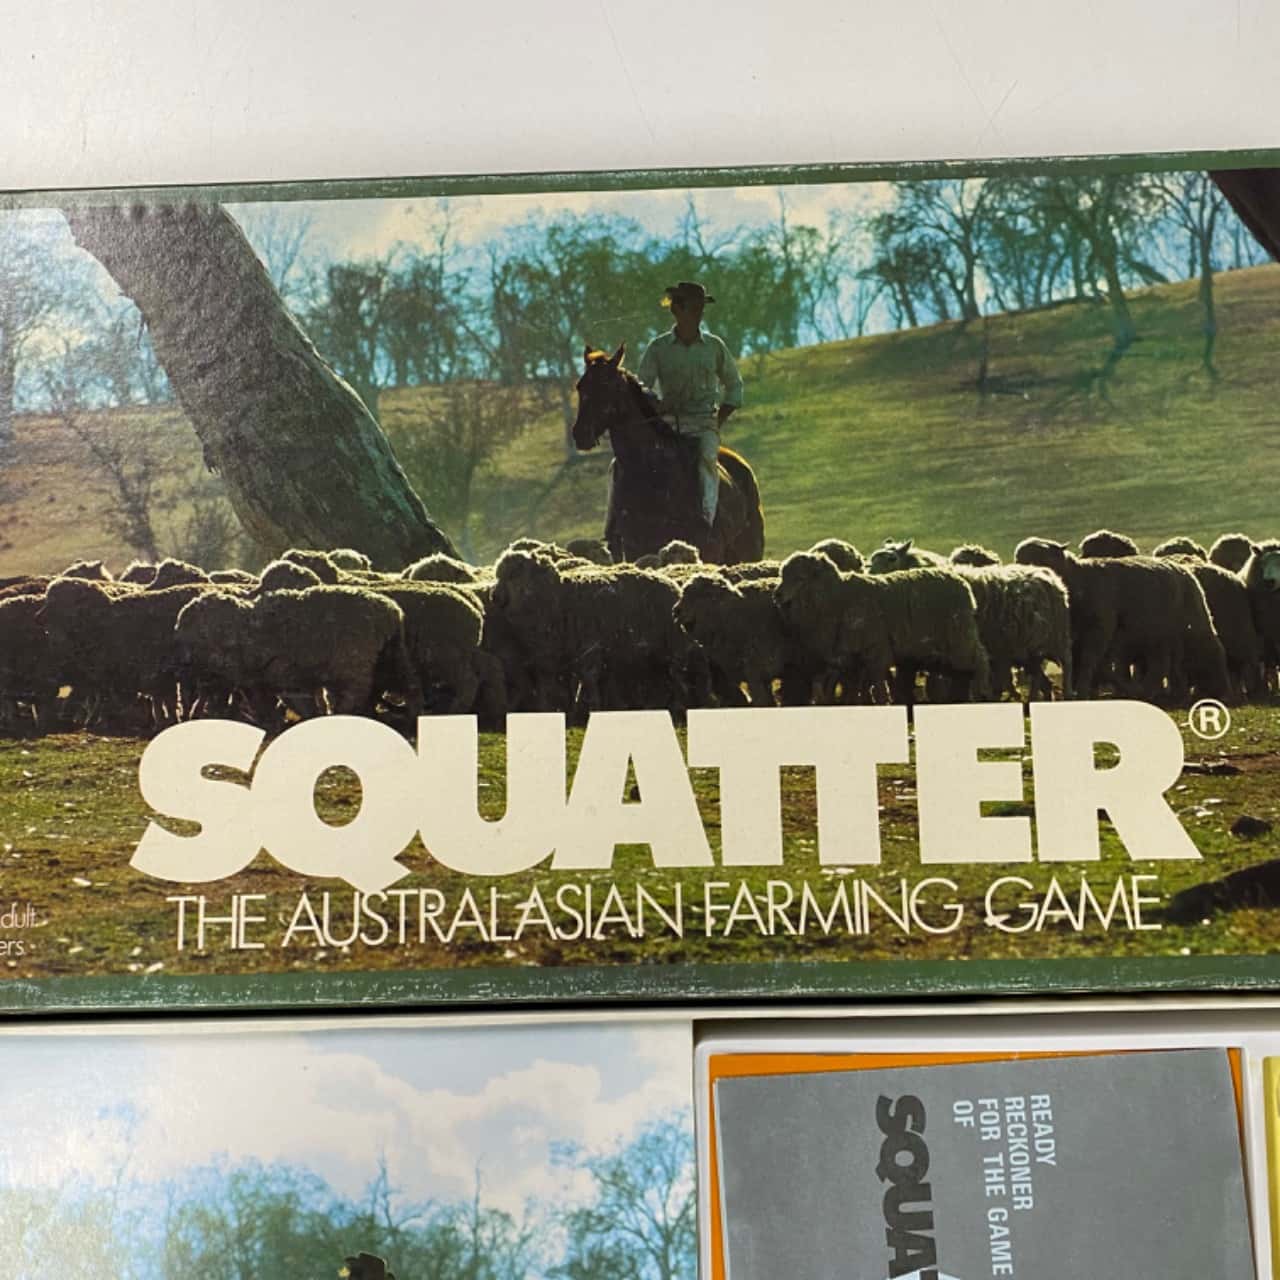 SQUATTER®
THE AUSTRALASIAN FARMING GAME
READY
RECKONER
FOR THE GAME
OF